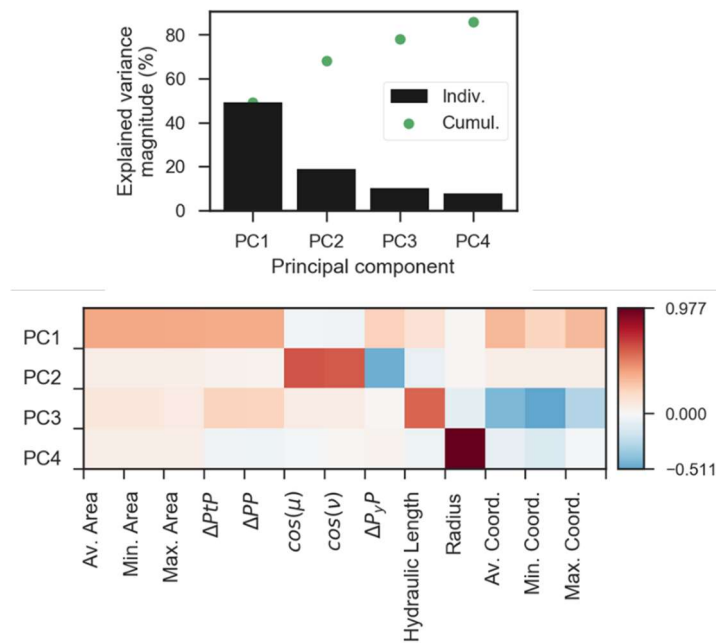 Explained variance
magnitude (%)
80
60
40
20
0
Indiv.
Cumul.
PC1 PC2 PC3 PC4
Principal component
PC1
PC2
PC3
PC4
0.977
0.000
−0.511
Av. Area
Min. Area
Max. Area
ΔPtP
ΔPP
cos(μ)
cos(ν)
ΔPyP
Hydraulic Length
Radius
Av. Coord.
Min. Coord.
Max. Coord.